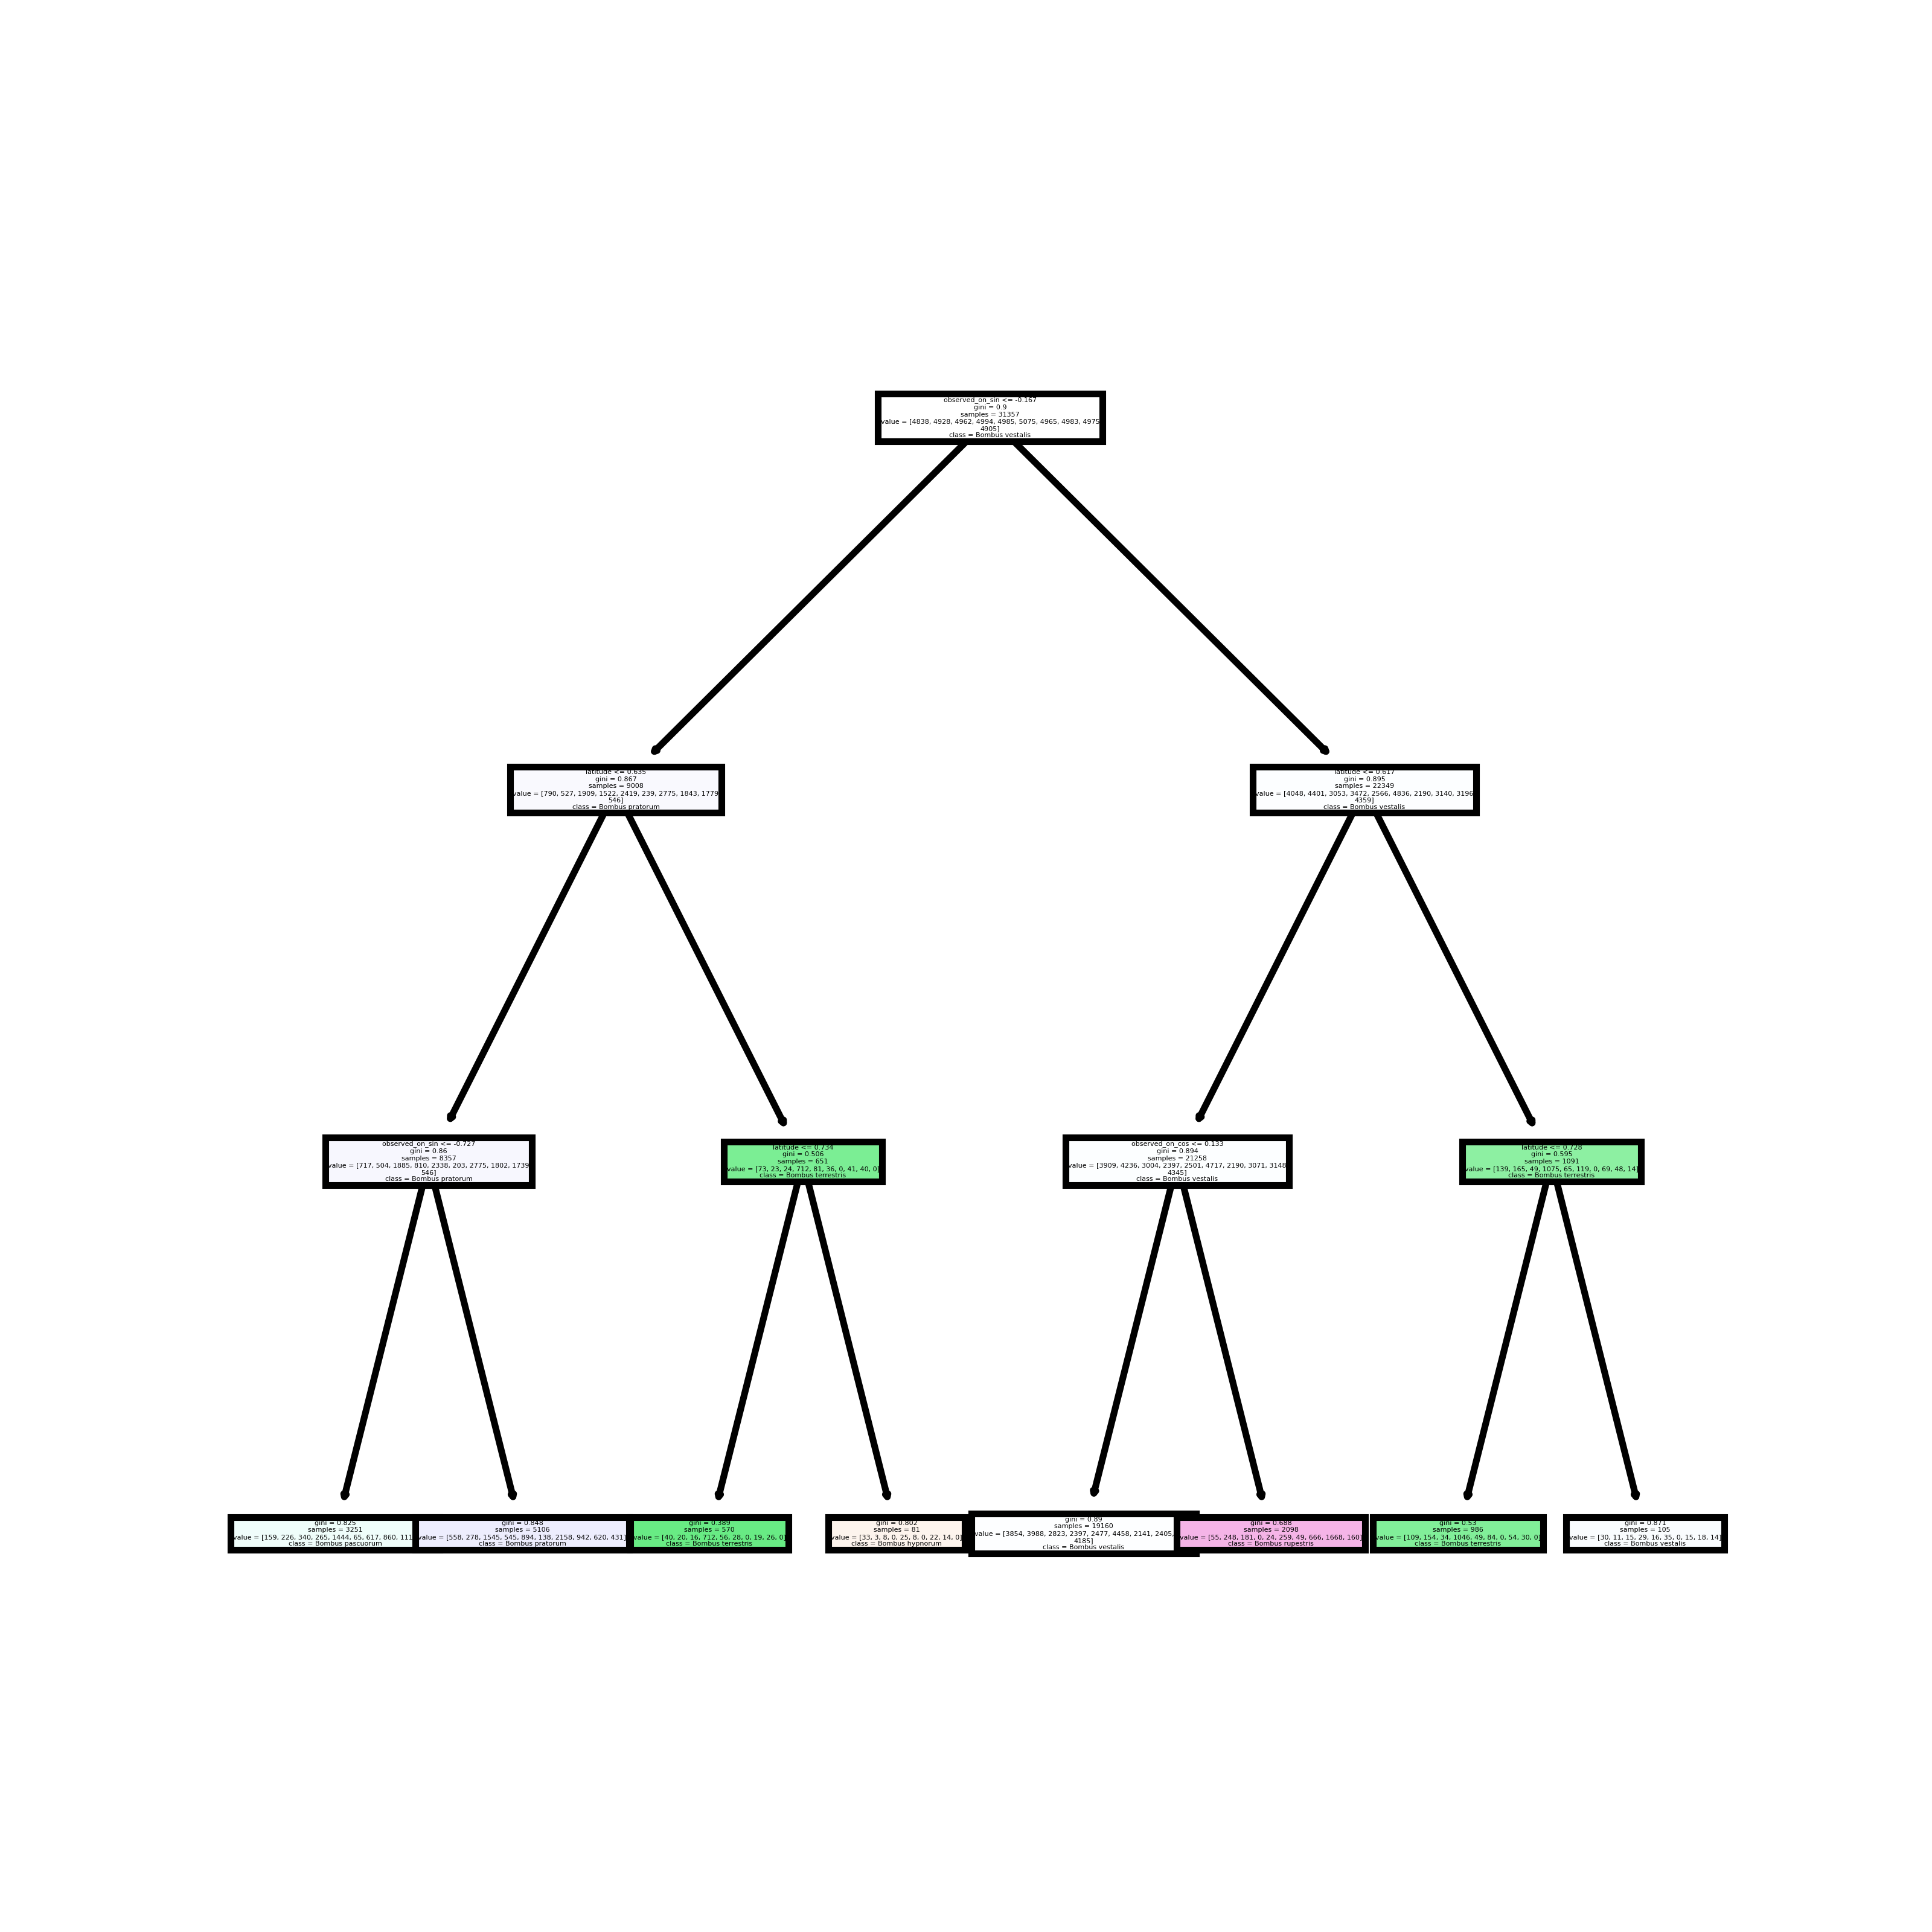 observed_on_sin <= -0.167
gini = 0.9
samples = 31357
value = [4838, 4928, 4962, 4994, 4985, 5075, 4965, 4983, 4975
4905]
class = Bombus vestalis
latitude <= 0.635
gini = 0.867
samples = 9008
value = [790, 527, 1909, 1522, 2419, 239, 2775, 1843, 1779
546]
class = Bombus pratorum
latitude <= 0.617
gini = 0.895
samples = 22349
value = [4048, 4401, 3053, 3472, 2566, 4836, 2190, 3140, 3196
4359]
class = Bombus vestalis
observed_on_sin <= -0.727
gini = 0.86
samples = 8357
value = [717, 504, 1885, 810, 2338, 203, 2775, 1802, 1739
546]
class = Bombus pratorum
latitude <= 0.734
gini = 0.506
samples = 651
value = [73, 23, 24, 712, 81, 36, 0, 41, 40, 0]
class = Bombus terrestris
observed_on_cos <= 0.133
gini = 0.894
samples = 21258
value = [3909, 4236, 3004, 2397, 2501, 4717, 2190, 3071, 3148
4345]
class = Bombus vestalis
latitude <= 0.728
gini = 0.595
samples = 1091
value = [139, 165, 49, 1075, 65, 119, 0, 69, 48, 14]
class = Bombus terrestris
gini = 0.825
samples = 3251
value = [159, 226, 340, 265, 1444, 65, 617, 860, 111
class = Bombus pascuorum
gini = 0.848
samples = 5106
value = [558, 278, 1545, 545, 894, 138, 2158, 942, 620, 431]
class = Bombus pratorum
gini = 0.389
samples = 570
value = [40, 20, 16, 712, 56, 28, 0, 19, 26, 0]
class = Bombus terrestris
gini = 0.802
samples = 81
value = [33, 3, 8, 0, 25, 8, 0, 22, 14, 0]
class = Bombus hypnorum
gini = 0.89
samples = 19160
value = [3854, 3988, 2823, 2397, 2477, 4458, 2141, 2405,
4185]
class = Bombus vestalis
gini = 0.688
samples = 2098
value = [55, 248, 181, 0, 24, 259, 49, 666, 1668, 160]
class = Bombus rupestris
gini = 0.53
samples = 986
value = [109, 154, 34, 1046, 49, 84, 0, 54, 30, 0]
class = Bombus terrestris
gini = 0.871
samples = 105
value = [30, 11, 15, 29, 16, 35, 0, 15, 18, 14]
class = Bombus vestalis